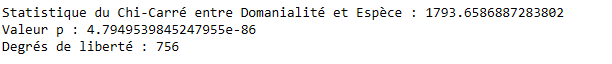 Statistique du Chi-Carré entre Domanialité et Espèce : 1793.6586887283802
Valeur p : 4.7949539845247955e-86
Degrés de liberté : 756